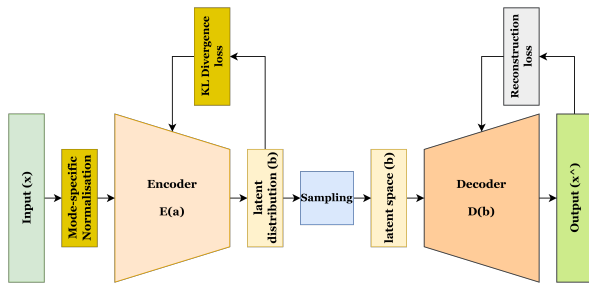 KL Divergence
loss
Reconstruction
loss
Input (x)
Mode-specific
Normalisation
Encoder
E(a)
latent
distribution (b)
Sampling
latent space (b)
Decoder
D(b)
Output (x^)